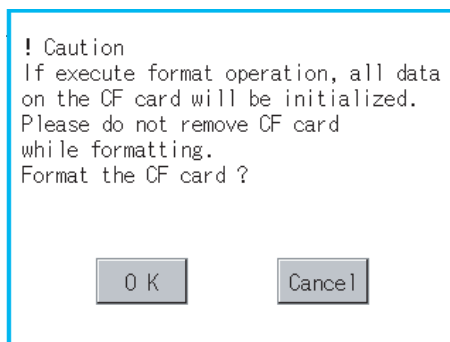 ! Caution
If execute format operation, all data
on the CF card will be initialized.
Please do not remove CF card
while formatting.
Format the CF card ?
O K
Cancel